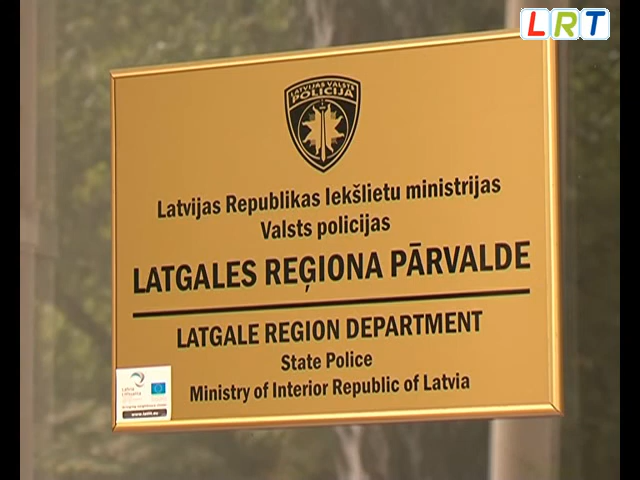 LRT
LATVIJAS VALSTS
POLICIJA
Latvijas Republikas Iekšlietu ministrijas
Valsts policijas
LATGALES REĢIONA PĀRVALDE
LATGALE REGION DEPARTMENT
State Police
Ministry of Interior Republic of Latvia